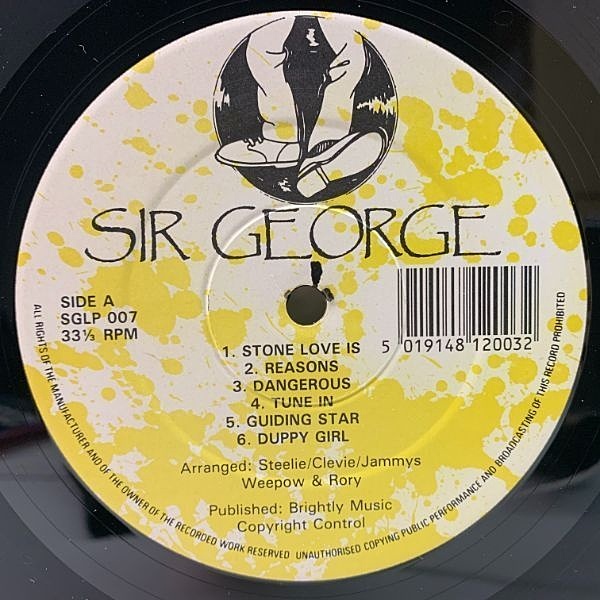 SIR GEORGE
SIDE A
SGLP 007
33⅓ RPM
1. STONE LOVE IS
2. REASONS
3. DANGEROUS
4. TUNE IN
5. GUIDING STAR
6. DUPPY GIRL
5 019148 120032
Arranged: Steelie/Clevie/Jammys
Weepow & Rory
Published: Brightly Music
Copyright Control
ALL RIGHTS OF THE MANUFACTURER AND OF THE OWNER OF THE RECORDED WORK RESERVED UNAUTHORISED COPYING PUBLIC PERFORMANCE AND BROADCASTING OF THIS RECORD PROHIBITED